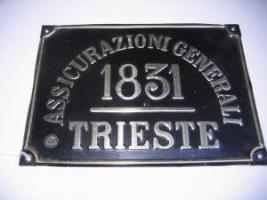 ASSICURAZIONI GENERALI
1831
TRIESTE